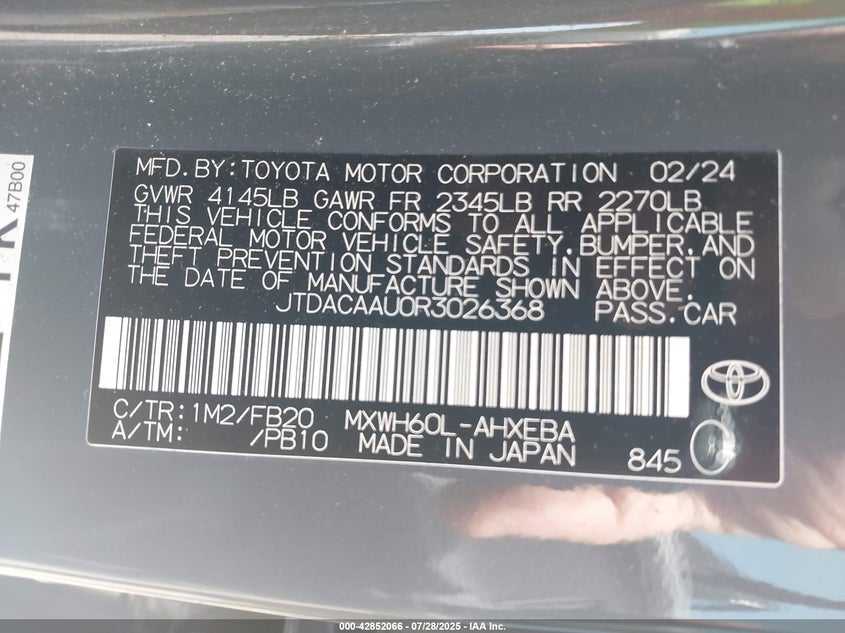 MFD.BY:TOYOTA MOTOR CORPORATION 02/24
GVWR 4145LB GAWR FR 2345LB RR 2270LB
THIS VEHICLE CONFORMS TO ALL APPLICABLE
FEDERAL MOTOR VEHICLE SAFETY,BUMPER,AND
THEFT PREVENTION STANDARDS IN EFFECT ON
THE DATE OF MANUFACTURE SHOWN ABOVE.
JTDACAAU0R3026368 PASS.CAR
C/TR:1M2/FB20 MXWH60L-AHXEBA
A/TM: /PB10 MADE IN JAPAN 845
47B00
000-42852066 - 07/28/2025 - IAA Inc.